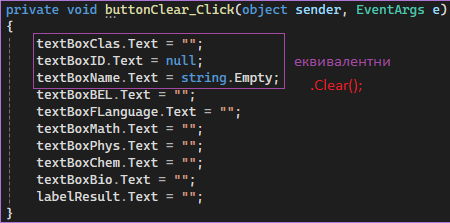 private void buttonClear_Click(object sender, EventArgs e)
{
textBoxClas.Text = "";
textBoxID.Text = null;
textBoxName.Text = string.Empty;
еквивалентни
.Clear();
textBoxBEL.Text = "";
textBoxFLanguage.Text = "";
textBoxMath.Text = "";
textBoxPhys.Text = "";
textBoxChem.Text = "";
textBoxBio.Text = "";
labelResult.Text = "";
}